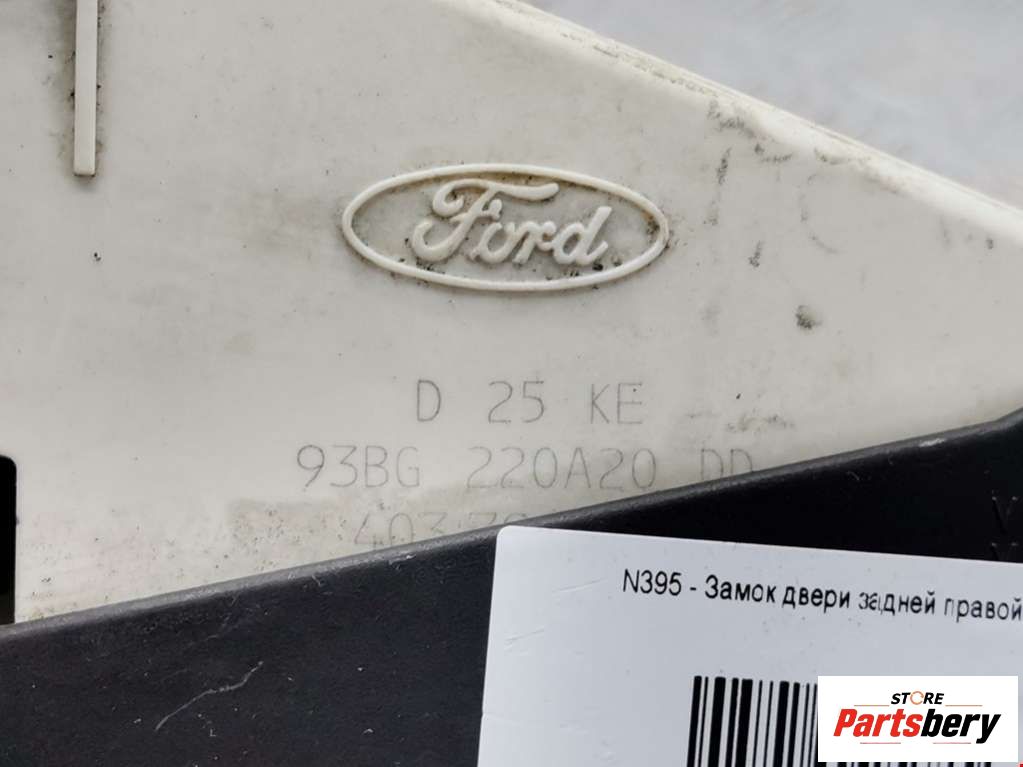 Ford
D 25 KE
93BG 220A20 DD
N395 - Замок двери задней правой
STORE
Partsbery